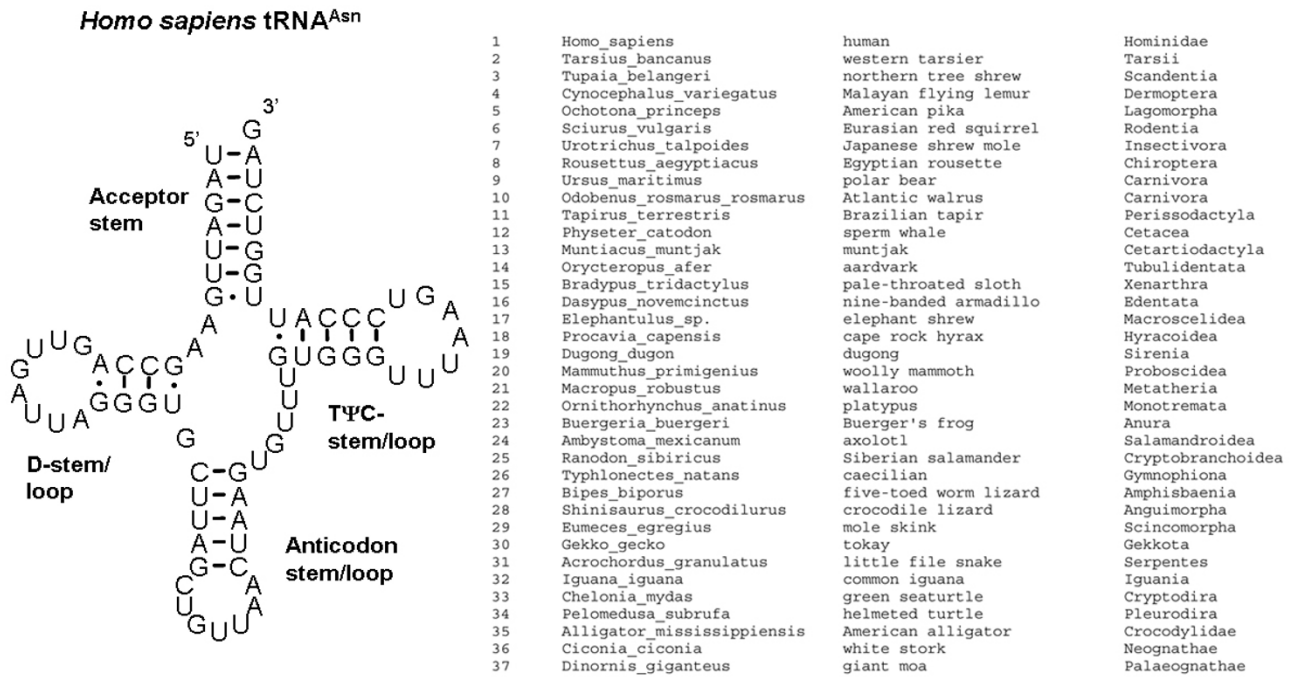 Homo sapiens tRNAAsn
3’
5’ G
U A
A U
Acceptor
stem
G C
A U
U G
U G
G U
A
A
U A C C C U G A A U
G U G G G U U U
G U U G A C C G
A U U A G G G U
G
U
U
U
G
U
TΨC-
stem/loop
D-stem/
loop
C G
U A
U A
A U
G C
C A
U A
G U U U
Anticodon
stem/loop
1 Homo_sapiens human Hominidae
2 Tarsius_bancanus western tarsier Tarsii
3 Tupaia_belangeri northern tree shrew Scandentia
4 Cynocephalus_variegatus Malayan flying lemur Dermoptera
5 Ochotona_princeps American pika Lagomorpha
6 Sciurus_vulgaris Eurasian red squirrel Rodentia
7 Urotrichus_talpoides Japanese shrew mole Insectivora
8 Rousettus_aegyptiacus Egyptian rousette Chiroptera
9 Ursus_maritimus polar bear Carnivora
10 Odobenus_rosmarus_rosmarus Atlantic walrus Carnivora
11 Tapirus_terrestris Brazilian tapir Perissodactyla
12 Physeter_catodon sperm whale Cetacea
13 Muntiacus_muntjak muntjak Cetartiodactyla
14 Orycteropus_afer aardvark Tubulidentata
15 Bradypus_tridactylus pale-throated sloth Xenarthra
16 Dasypus_novemcinctus nine-banded armadillo Edentata
17 Elephantulus_sp. elephant shrew Macroscelidea
18 Procavia_capensis cape rock hyrax Hyracoidea
19 Dugong_dugon dugong Sirenia
20 Mammuthus_primigenius woolly mammoth Proboscidea
21 Macropus_robustus wallaroo Metatheria
22 Ornithorhynchus_anatinus platypus Monotremata
23 Buergeria_buergeri Buerger's frog Anura
24 Ambystoma_mexicanum axolotl Salamandroidea
25 Ranodon_sibiricus Siberian salamander Cryptobranchoidea
26 Typhlonectes_natans caecilian Gymnophiona
27 Bipes_biporus five-toed worm lizard Amphisbaenia
28 Shinisaurus_crocodilurus crocodile lizard Anguimorpha
29 Eumeces_egregius mole skink Scincomorpha
30 Gekko_gecko tokay Gekkota
31 Acrochordus_granulatus little file snake Serpentes
32 Iguana_iguana common iguana Iguania
33 Chelonia_mydas green seaturtle Cryptodira
34 Pelomedusa_subrufa helmeted turtle Pleurodira
35 Alligator_mississippiensis American alligator Crocodylidae
36 Ciconia_ciconia white stork Neognathae
37 Dinornis_giganteus giant moa Palaeognathae